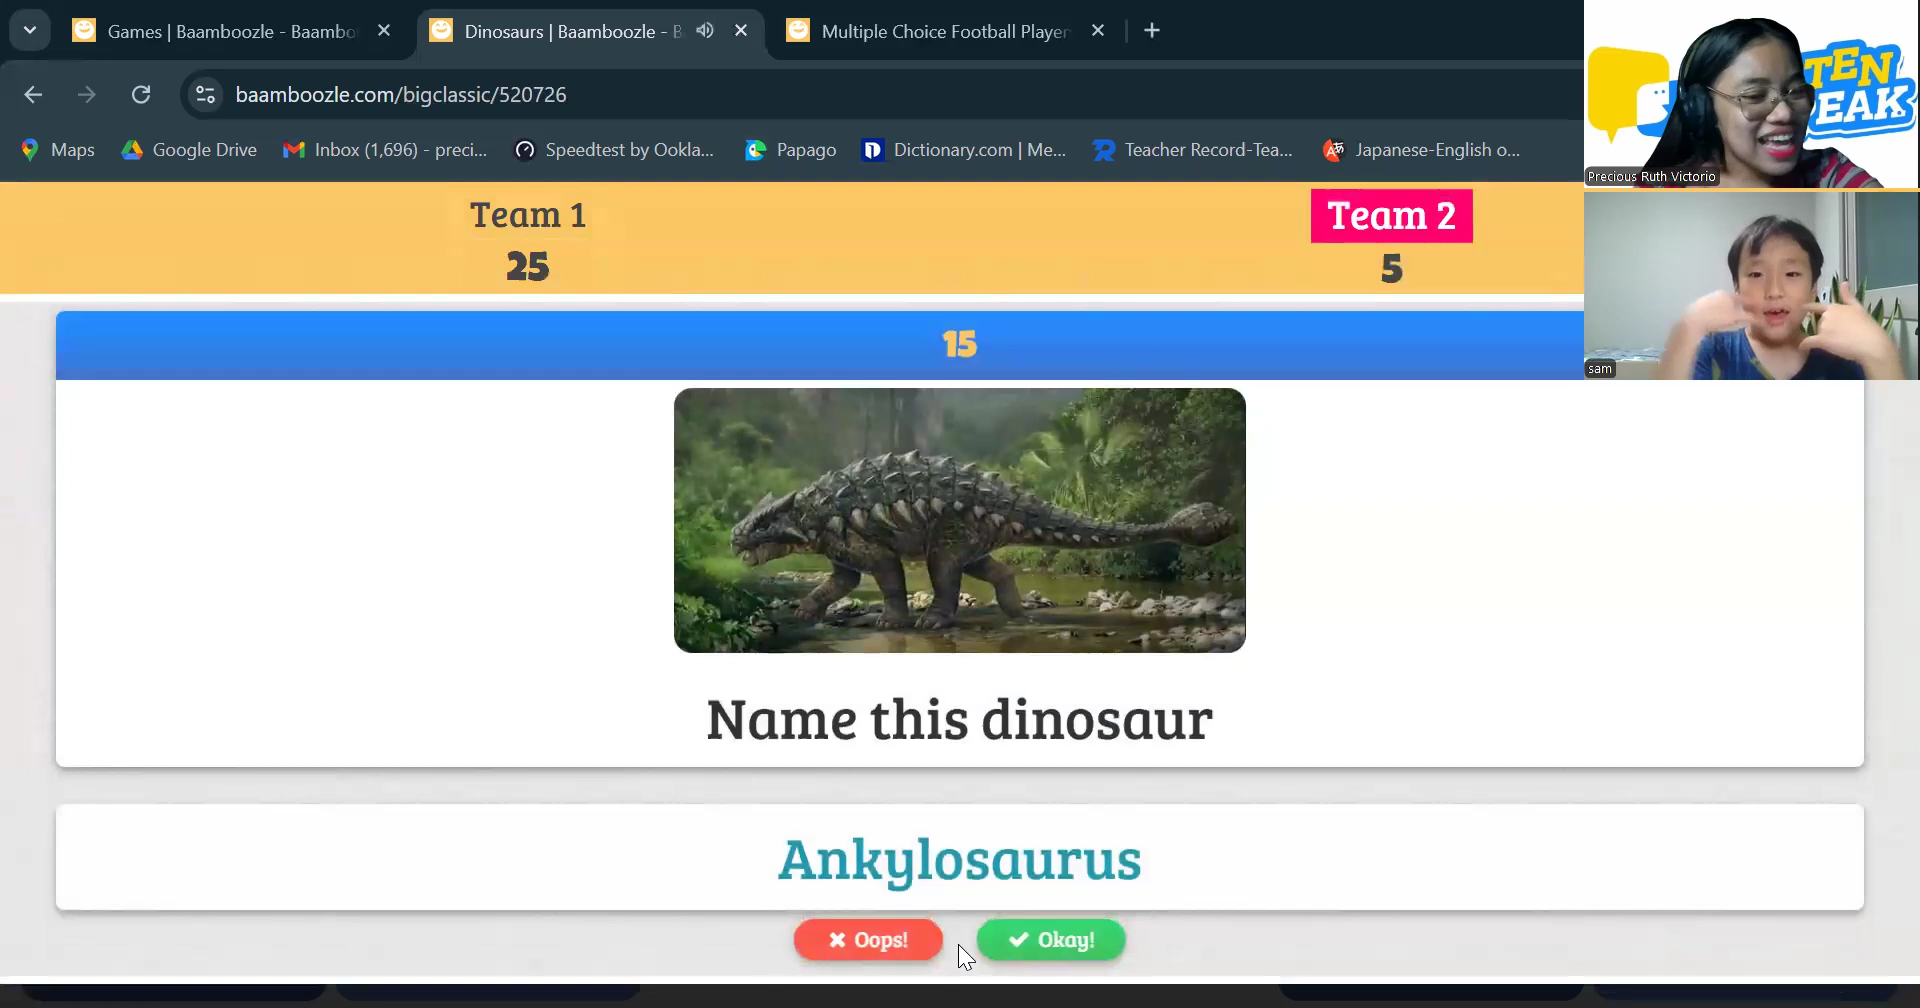 Games | Baamboozle - Baambo
Dinosaurs | Baamboozle - B
Multiple Choice Football Player
baamboozle.com/bigclassic/520726
Maps
Google Drive
Inbox (1,696) - preci...
Speedtest by Ookla...
Papago
Dictionary.com | Me...
Teacher Record-Tea...
Japanese-English o...
TEN
EAK
Precious Ruth Victorio
sam
Team 1
25
Team 2
5
15
Name this dinosaur
Ankylosaurus
Oops!
Okay!